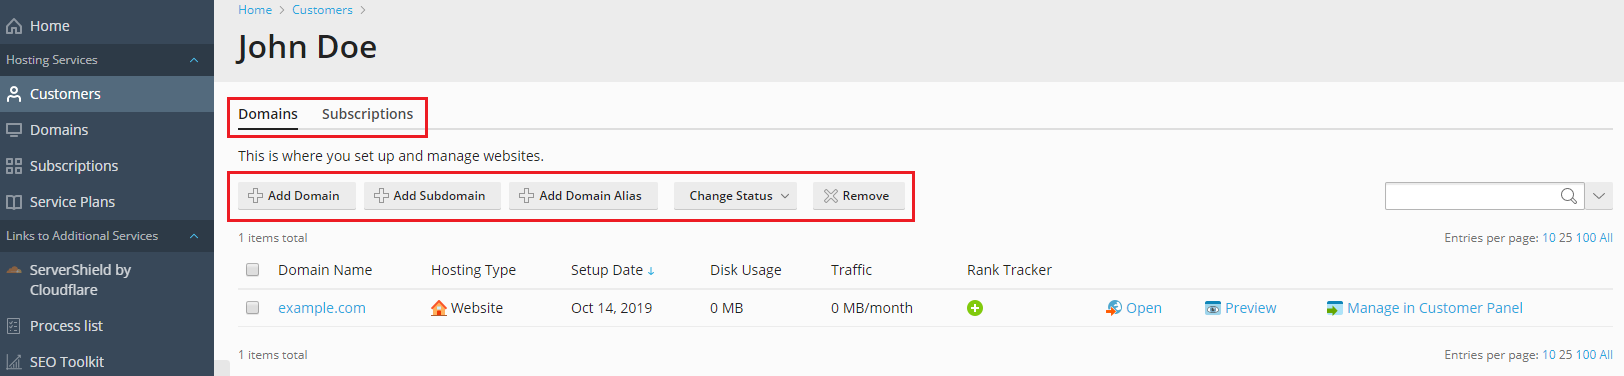 Home
Hosting Services
Customers
Domains
Subscriptions
Service Plans
Links to Additional Services
ServerShield by
Cloudflare
Process list
SEO Toolkit
Home > Customers >
John Doe
Domains Subscriptions
This is where you set up and manage websites.
Add Domain Add Subdomain Add Domain Alias Change Status Remove
1 items total Entries per page: 10 25 100 All
Domain Name Hosting Type Setup Date ↓ Disk Usage Traffic Rank Tracker
example.com Website Oct 14, 2019 0 MB 0 MB/month Open Preview Manage in Customer Panel
1 items total Entries per page: 10 25 100 All